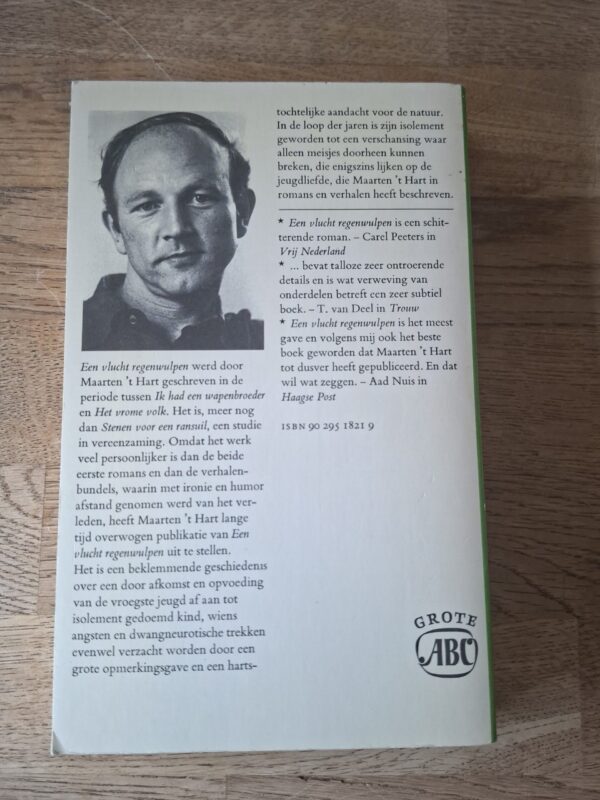 Een vlucht regenwulpen werd door
Maarten 't Hart geschreven in de
periode tussen Ik had een wapenbroeder
en Het vrome volk. Het is, meer nog
dan Stenen voor een ransuil, een studie
in vereenzaming. Omdat het werk
veel persoonlijker is dan de beide
eerste romans en dan de verhalen-
bundels, waarin met ironie en humor
afstand genomen werd van het ver-
leden, heeft Maarten 't Hart lange
tijd overwogen publikatie van Een
vlucht regenwulpen uit te stellen.
Het is een beklemmende geschiedenis
over een door afkomst en opvoeding
van de vroegste jeugd af aan tot
isolement gedoemd kind, wiens
angsten en dwangneurotische trekken
evenwel verzacht worden door een
grote opmerkingsgave en een harts-
tochtelijke aandacht voor de natuur.
In de loop der jaren is zijn isolement
geworden tot een verschansing waar
alleen meisjes doorheen kunnen
breken, die enigszins lijken op de
jeugdliefde, die Maarten 't Hart in
romans en verhalen heeft beschreven.
* Een vlucht regenwulpen is een schit-
terende roman. – Carel Peeters in
Vrij Nederland
* ... bevat talloze zeer ontroerende
details en is wat verweving van
onderdelen betreft een zeer subtiel
boek. – T. van Deel in Trouw
* Een vlucht regenwulpen is het meest
gave en volgens mij ook het beste
boek geworden dat Maarten 't Hart
tot dusver heeft gepubliceerd. En dat
wil wat zeggen. – Aad Nuis in
Haagse Post
ISBN 90 295 1821 9
GROTE
ABC